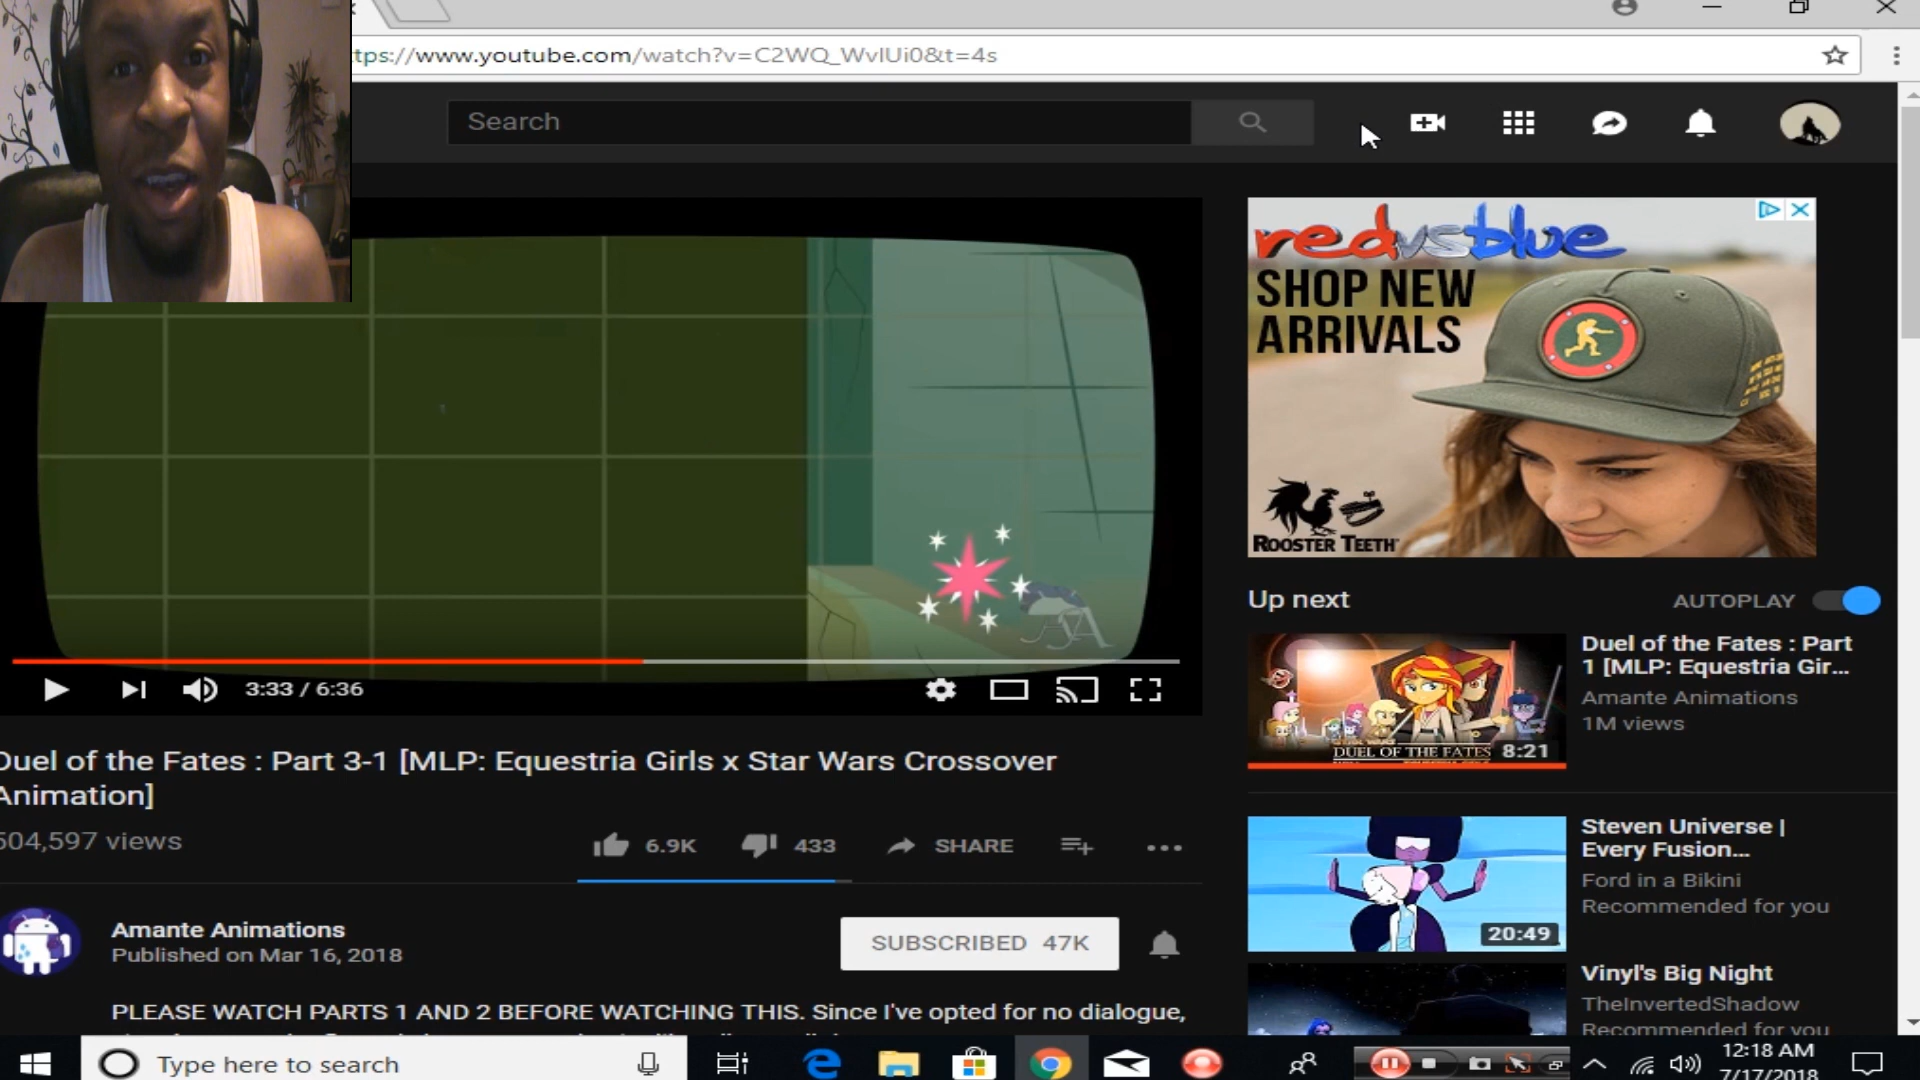 tps://www.youtube.com/watch?v=C2WQ_WvIUi0&t=4s
Search
redvsblue
SHOP NEW
ARRIVALS
ROOSTER TEETH
3:33 / 6:36
Up next
AUTOPLAY
Duel of the Fates : Part
1 [MLP: Equestria Gir...
Amante Animations
1M views
DUEL OF THE FATES
8:21
Duel of the Fates : Part 3-1 [MLP: Equestria Girls x Star Wars Crossover
Animation]
504,597 views
6.9K
433
SHARE
Steven Universe |
Every Fusion...
Ford in a Bikini
Recommended for you
20:49
Amante Animations
Published on Mar 16, 2018
SUBSCRIBED 47K
Vinyl's Big Night
TheInvertedShadow
Recommended for you
PLEASE WATCH PARTS 1 AND 2 BEFORE WATCHING THIS. Since I've opted for no dialogue,
Type here to search
12:18 AM
7/17/2018